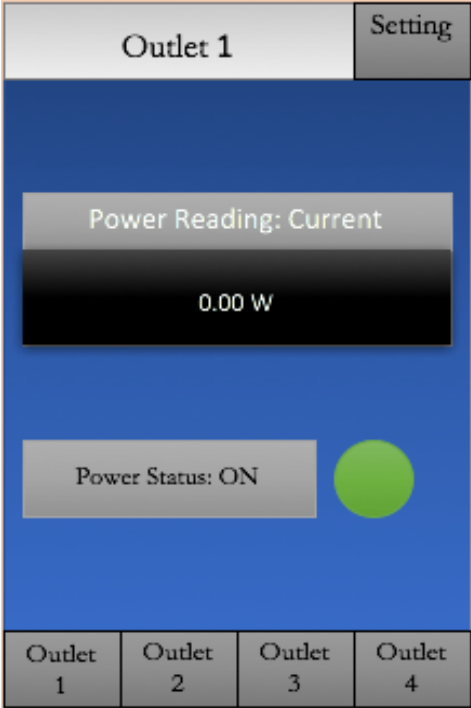 Outlet 1
Setting
Power Reading: Current
0.00 W
Power Status: ON
Outlet
1
Outlet
2
Outlet
3
Outlet
4